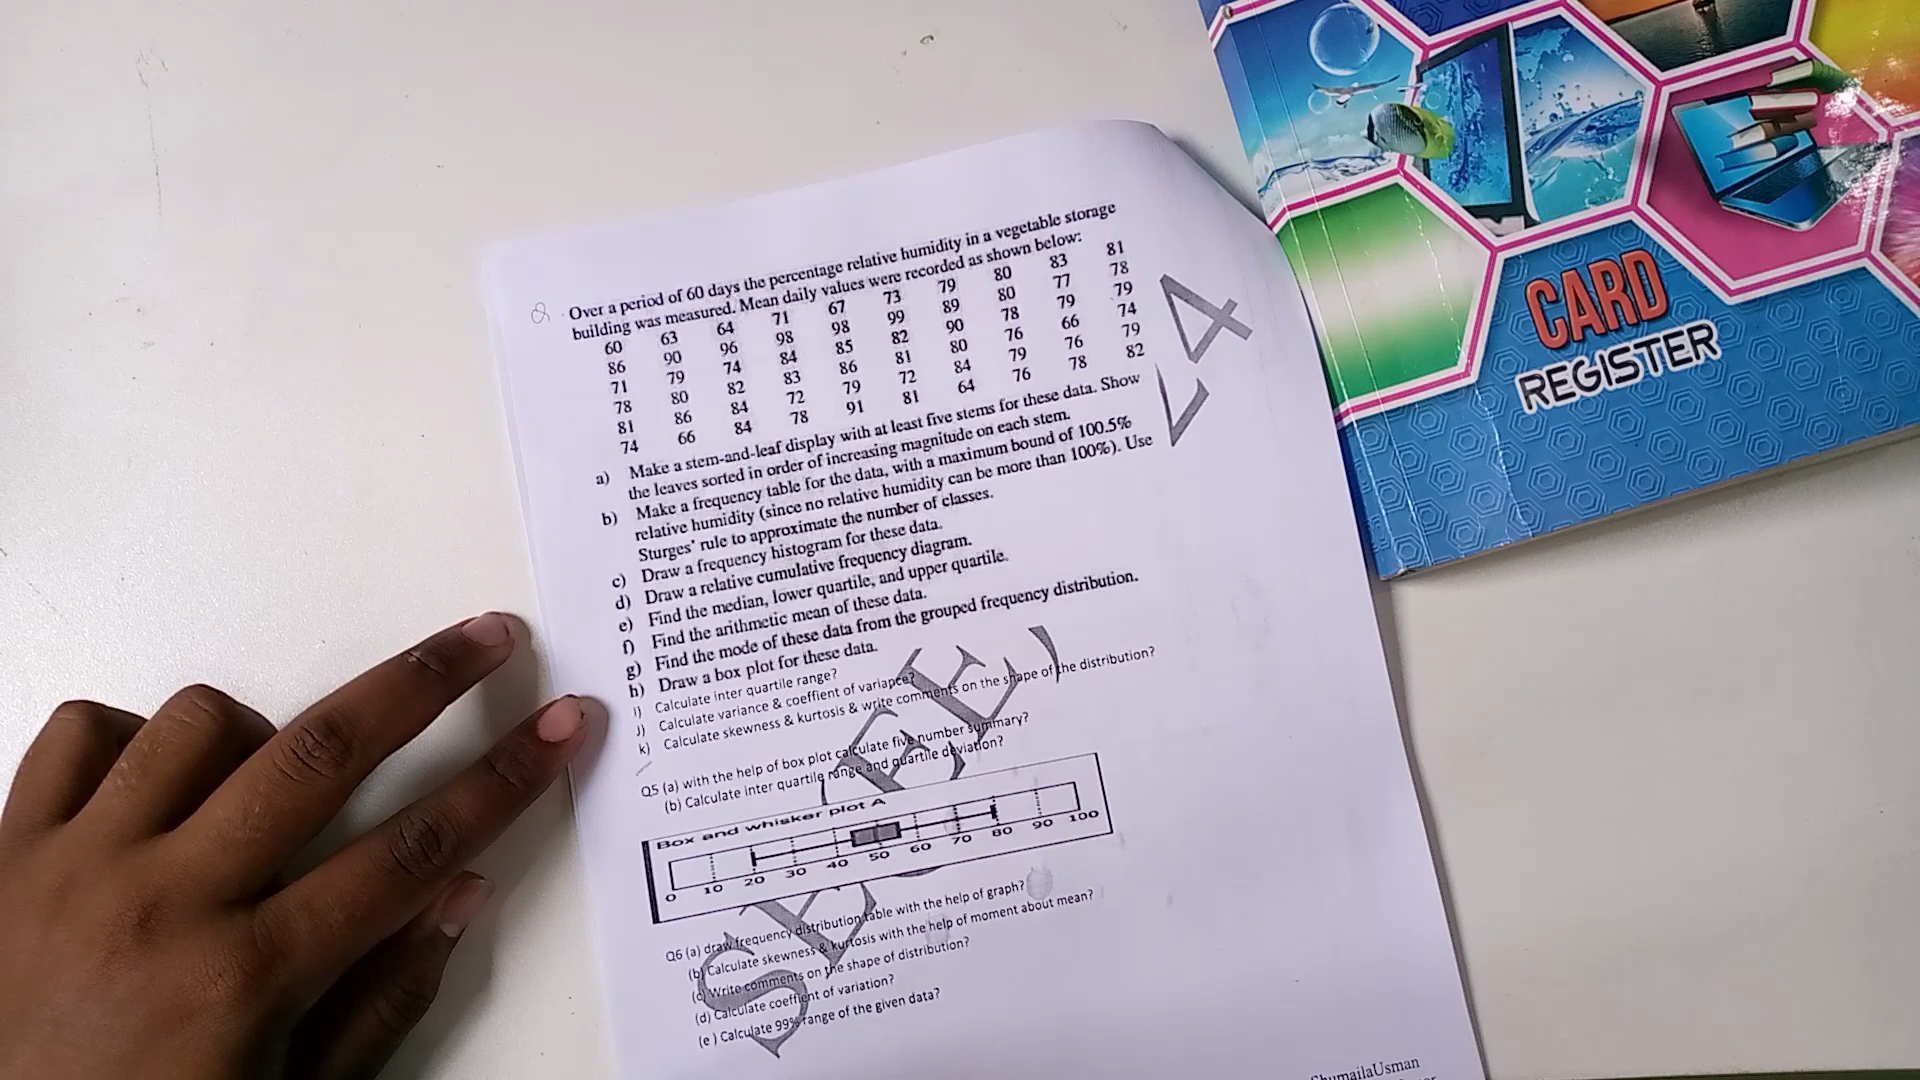 Over a period of 60 days the percentage relative humidity in a vegetable storage
building was measured. Mean daily values were recorded as shown below:
60 63 64 71 67 73 79 80 83 81
86 90 96 98 98 99 89 80 77 78
71 79 74 84 85 82 90 78 79 79
78 80 82 83 86 81 80 76 66 74
81 86 84 72 79 72 84 79 76 79
74 66 84 78 91 81 64 76 78 82
a) Make a stem-and-leaf display with at least five stems for these data. Show
the leaves sorted in order of increasing magnitude on each stem.
b) Make a frequency table for the data, with a maximum bound of 100.5%
relative humidity (since no relative humidity can be more than 100%). Use
Sturges' rule to approximate the number of classes.
c) Draw a frequency histogram for these data.
d) Draw a relative cumulative frequency diagram.
e) Find the median, lower quartile, and upper quartile.
f) Find the arithmetic mean of these data.
g) Find the mode of these data from the grouped frequency distribution.
h) Draw a box plot for these data.
i) Calculate inter quartile range?
j) Calculate variance & coeffient of variance?
k) Calculate skewness & kurtosis & write comments on the shape of the distribution?
Q5 (a) with the help of box plot calculate five number summary?
(b) Calculate inter quartile range and quartile deviation?
Box and whisker plot A
0 10 20 30 40 50 60 70 80 90 100
Q6 (a) draw frequency distribution table with the help of graph?
(b) Calculate skewness & kurtosis with the help of moment about mean?
(c) Write comments on the shape of distribution?
(d) Calculate coeffient of variation?
(e ) Calculate 99% range of the given data?
ShumailaUsman
CARD
REGISTER